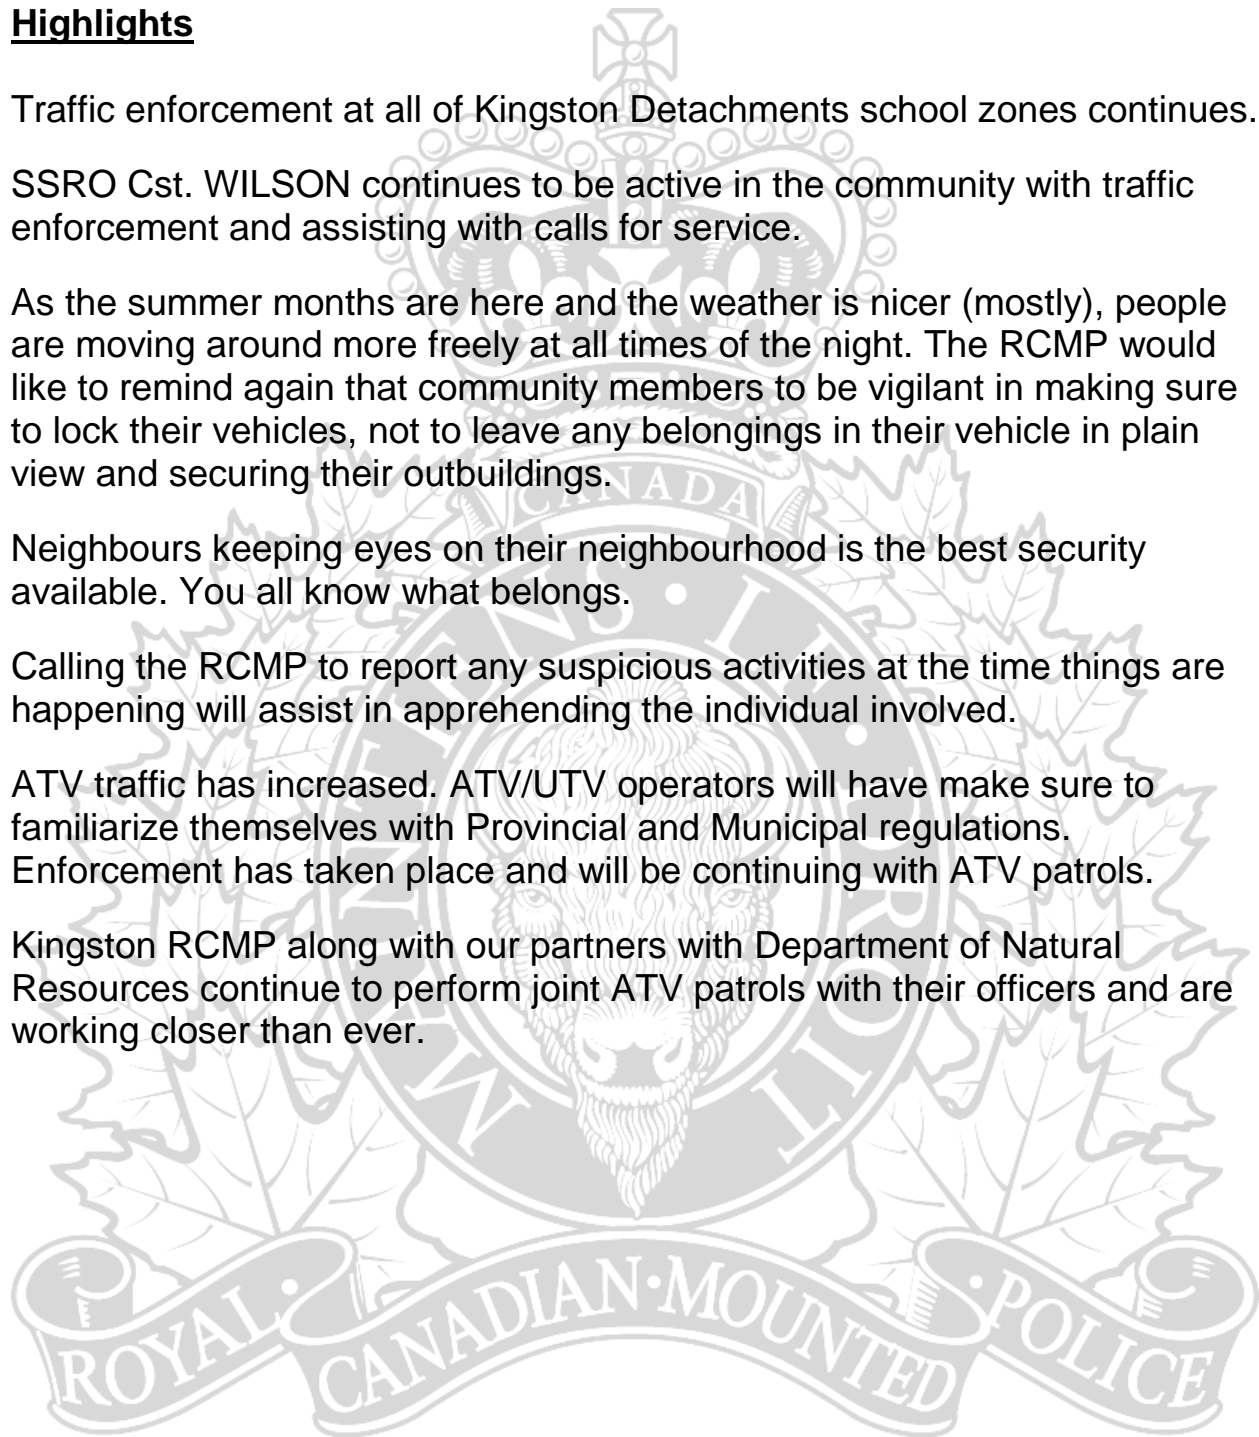 Highlights
Traffic enforcement at all of Kingston Detachments school zones continues.
SSRO Cst. WILSON continues to be active in the community with traffic
enforcement and assisting with calls for service.
As the summer months are here and the weather is nicer (mostly), people
are moving around more freely at all times of the night. The RCMP would
like to remind again that community members to be vigilant in making sure
to lock their vehicles, not to leave any belongings in their vehicle in plain
view and securing their outbuildings.
Neighbours keeping eyes on their neighbourhood is the best security
available. You all know what belongs.
Calling the RCMP to report any suspicious activities at the time things are
happening will assist in apprehending the individual involved.
ATV traffic has increased. ATV/UTV operators will have make sure to
familiarize themselves with Provincial and Municipal regulations.
Enforcement has taken place and will be continuing with ATV patrols.
Kingston RCMP along with our partners with Department of Natural
Resources continue to perform joint ATV patrols with their officers and are
working closer than ever.
CANADA
MAINTIENS LE DROIT
ROYAL • CANADIAN • MOUNTED • POLICE